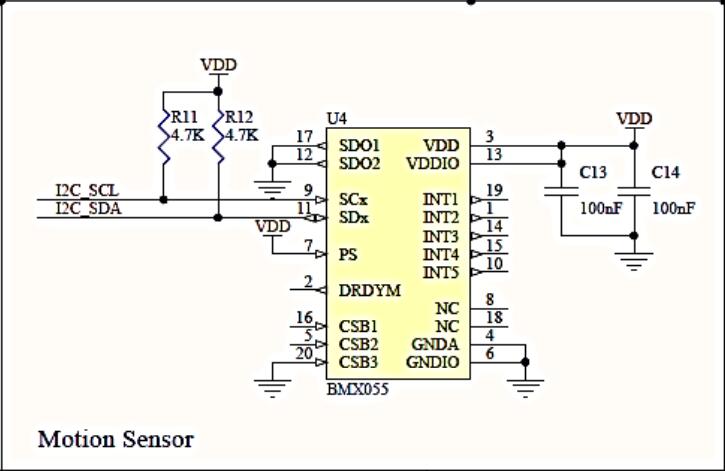 VDD
R11 R12
4.7K 4.7K
U4
VDD
17 SDO1 VDD 3
12 SDO2 VDDIO 13
C13 C14
100nF 100nF
I2C_SCL 9 SCx INT1 19
I2C_SDA 11 SDx INT2 1
VDD INT3 14
7 PS INT4 15
INT5 10
2 DRDYM
NC 8
16 CSB1 NC 18
5 CSB2 GNDA 4
20 CSB3 GNDIO 6
BMX055
Motion Sensor